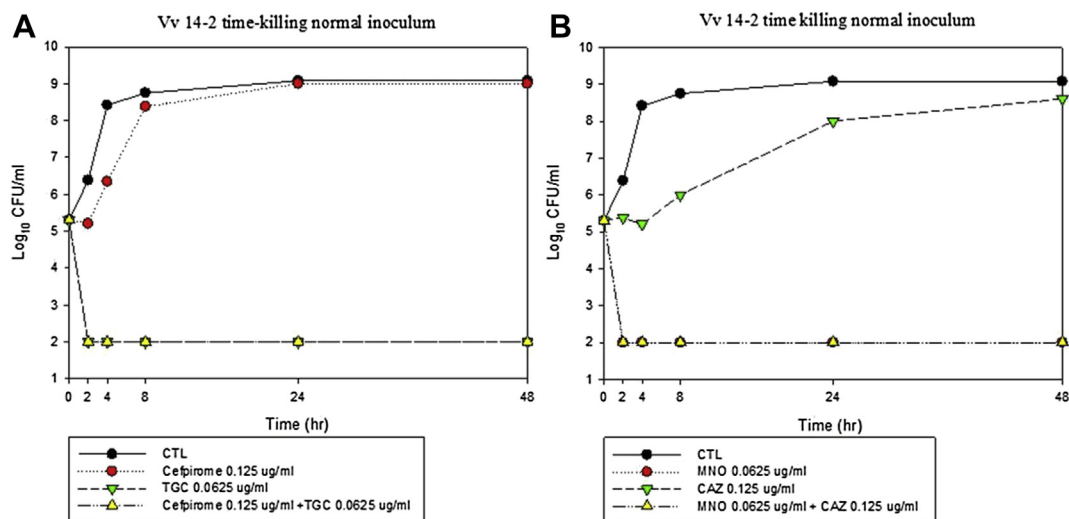 A
Vv 14-2 time-killing normal inoculum
Log10 CFU/ml
10
9
8
7
6
5
4
3
2
1
0 2 4 8 24 48
Time (hr)
CTL
Cefpirome 0.125 ug/ml
TGC 0.0625 ug/ml
Cefpirome 0.125 ug/ml +TGC 0.0625 ug/ml
B
Vv 14-2 time killing normal inoculum
Log10 CFU/ml
10
9
8
7
6
5
4
3
2
1
0 2 4 8 24 48
Time (hr)
CTL
MNO 0.0625 ug/ml
CAZ 0.125 ug/ml
MNO 0.0625 ug/ml + CAZ 0.125 ug/ml